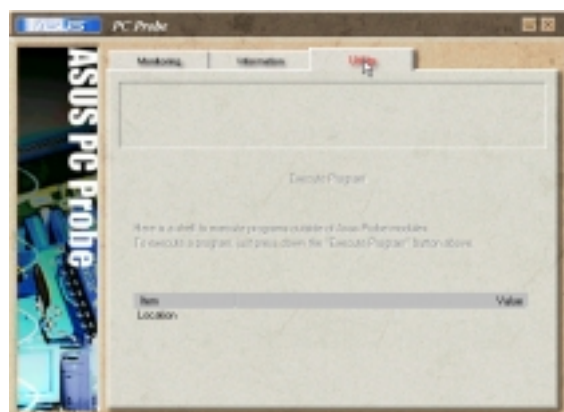 ASUS PC Probe
ASUS PC Probe
Monitoring
Information
Utility
Execute Program
Here is a shell to execute programs outside of Asus Probe modules.
To execute a program, just press down the "Execute Program" button above.
Item Value
Location